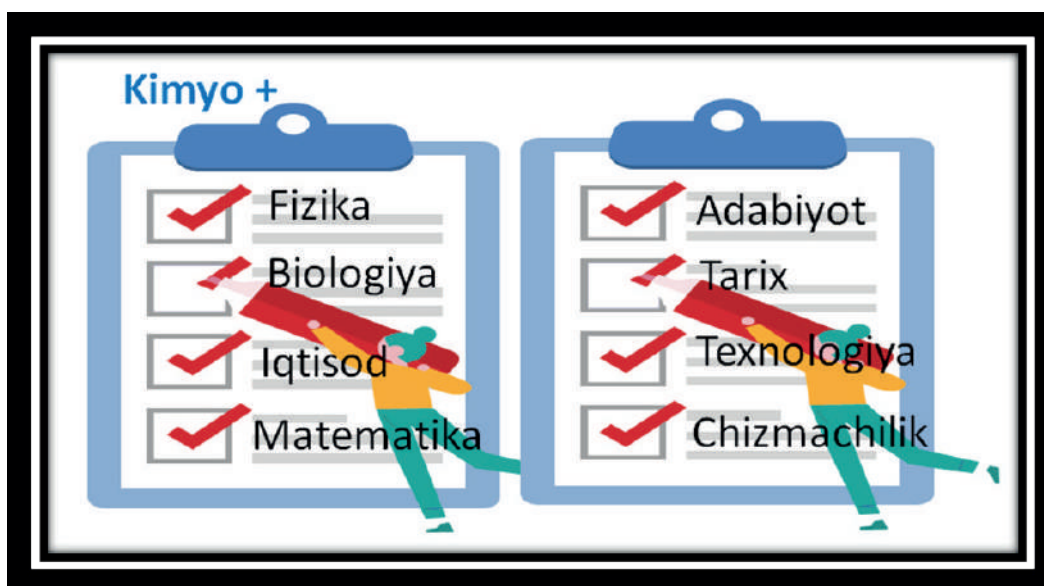 Kimyo +
Fizika
Biologiya
Iqtisod
Matematika
Adabiyot
Tarix
Texnologiya
Chizmachilik